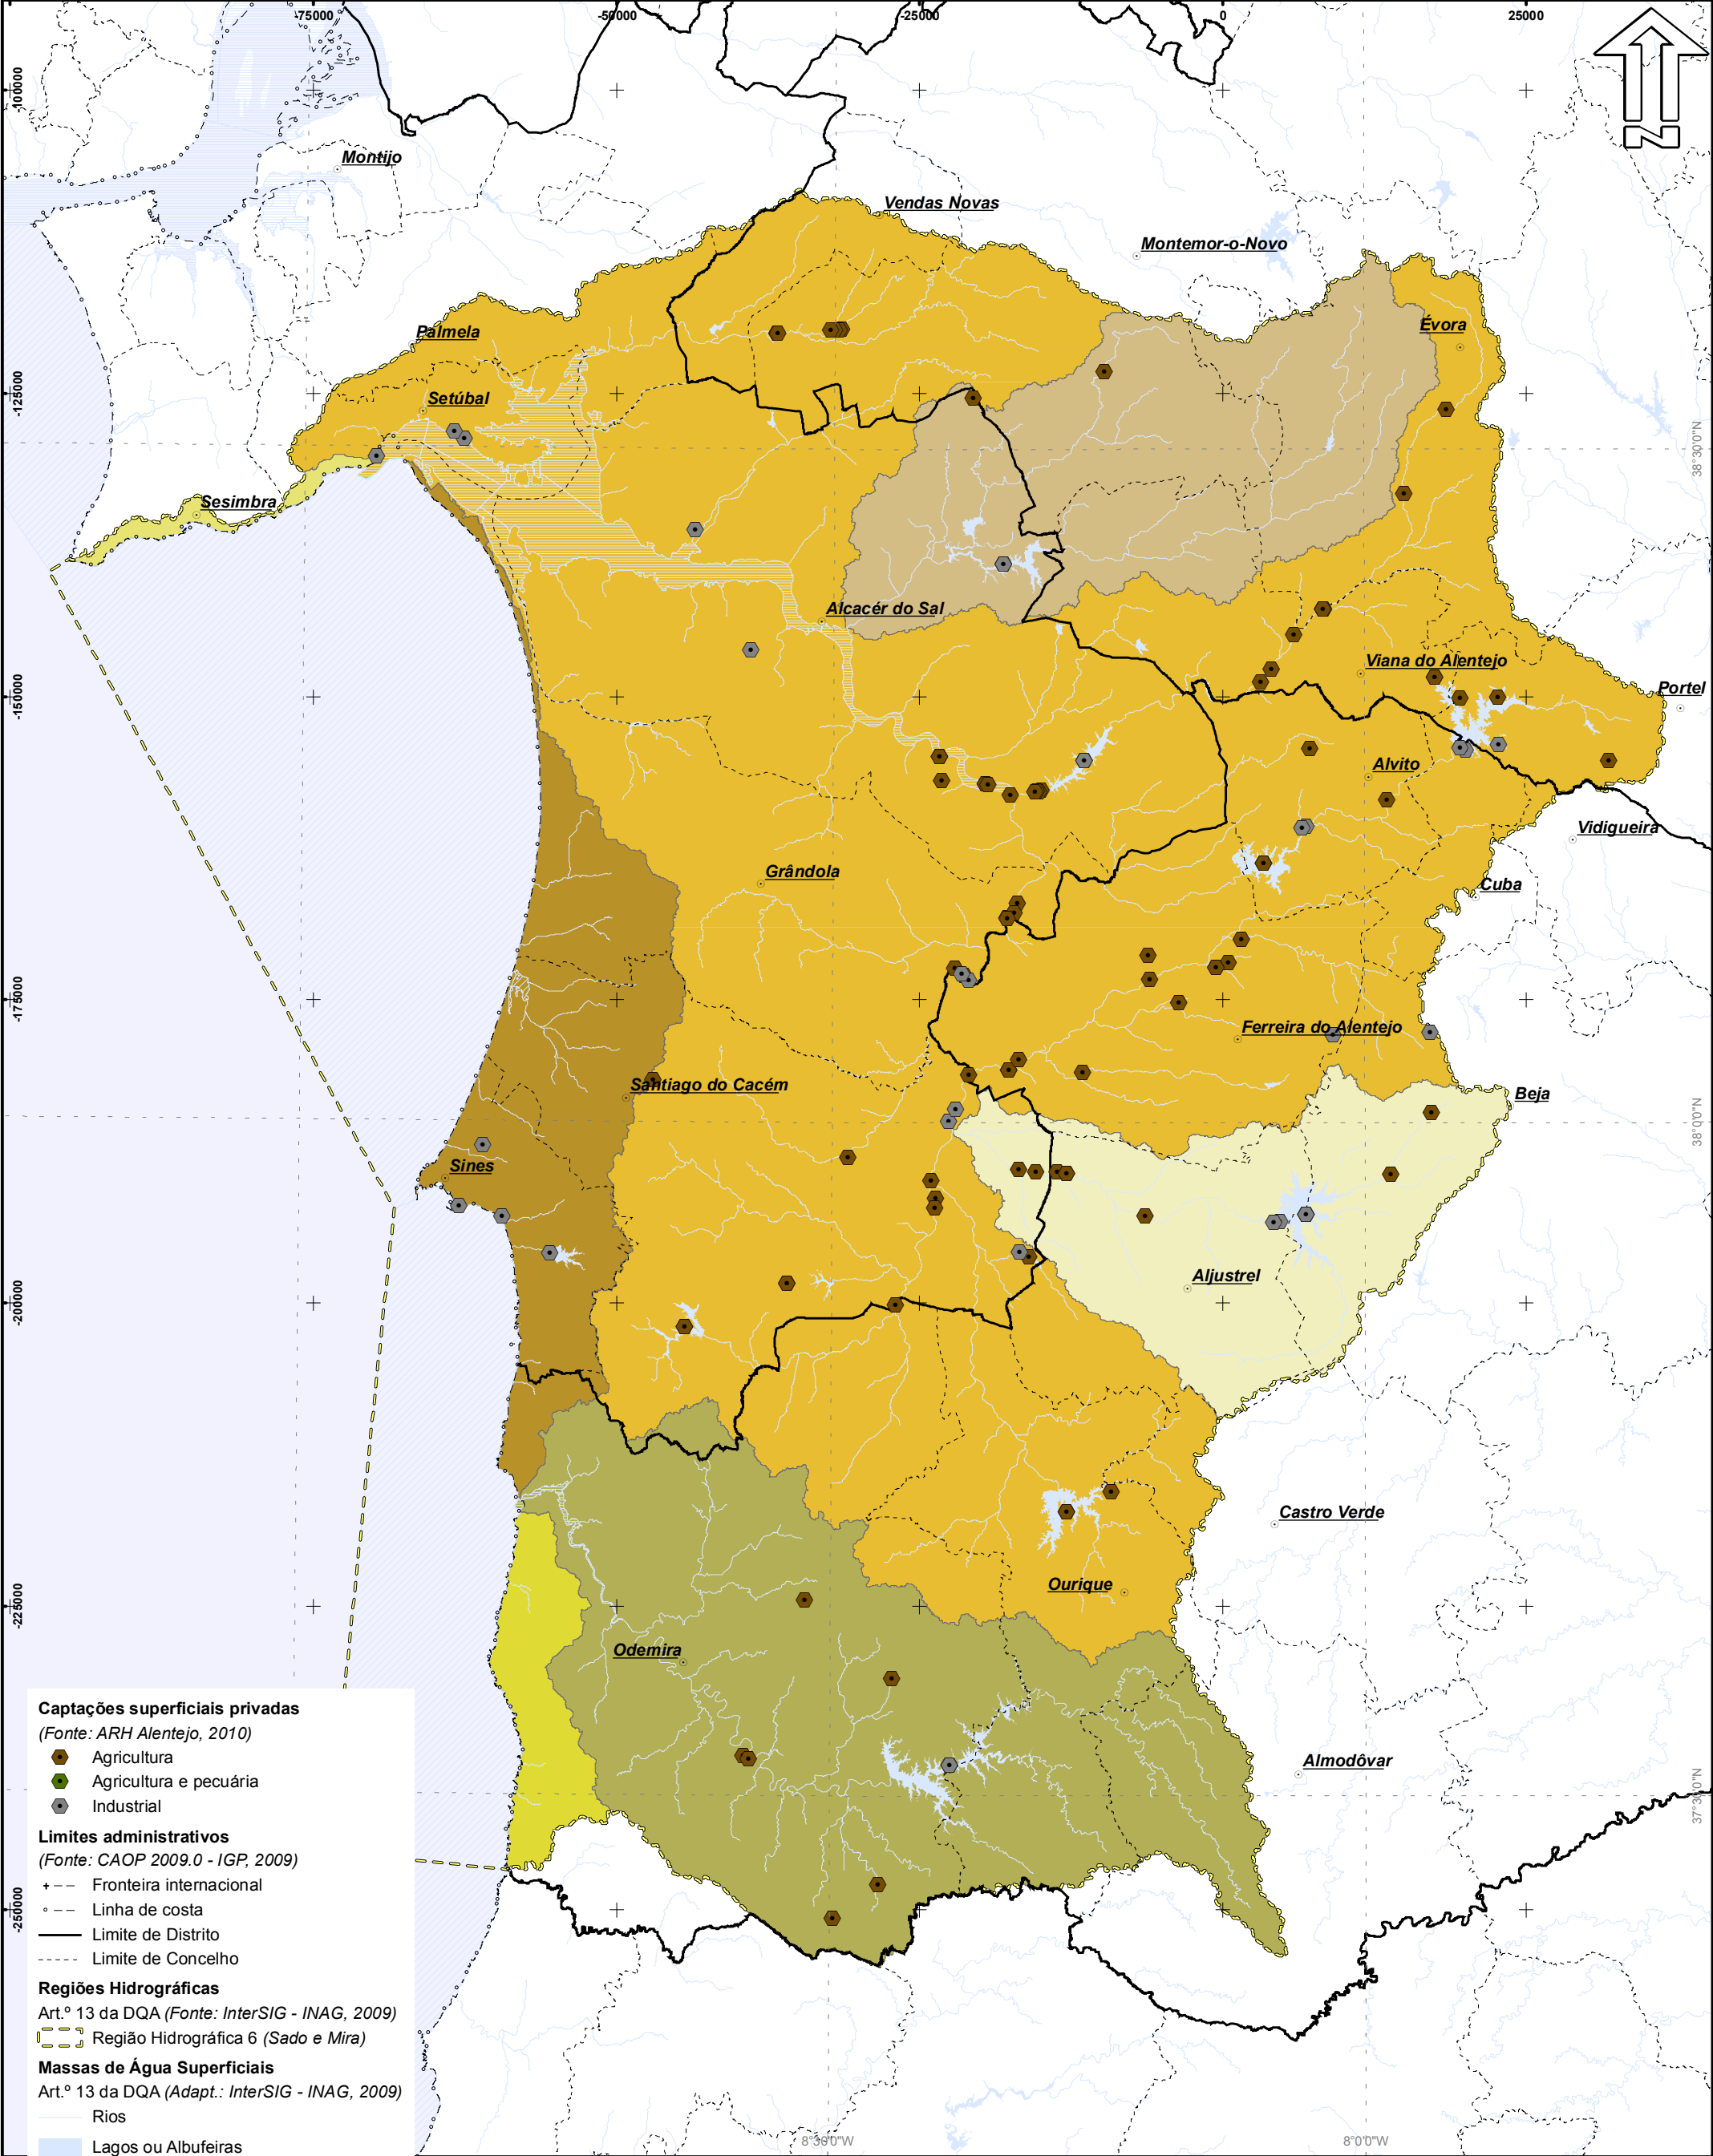 -75000
-50000
-25000
0
25000
-100000
Montijo
Vendas Novas
Montemor-o-Novo
Palmela
Évora
-125000
Setúbal
38°30'0"N
Sesimbra
Alcacér do Sal
Viana do Alentejo
-150000
Portel
Alvito
Vidigueira
Grândola
Cuba
-175000
Ferreira do Alentejo
Santiago do Cacém
Beja
38°0'0"N
Sines
Aljustrel
-200000
Castro Verde
Ourique
-225000
Odemira
Almodôvar
37°30'0"N
-250000
Captações superficiais privadas
(Fonte: ARH Alentejo, 2010)
Agricultura
Agricultura e pecuária
Industrial
Limites administrativos
(Fonte: CAOP 2009.0 - IGP, 2009)
Fronteira internacional
Linha de costa
Limite de Distrito
Limite de Concelho
Regiões Hidrográficas
Art.º 13 da DQA (Fonte: InterSIG - INAG, 2009)
Região Hidrográfica 6 (Sado e Mira)
Massas de Água Superficiais
Art.º 13 da DQA (Adapt.: InterSIG - INAG, 2009)
Rios
Lagos ou Albufeiras
8°30'0"W
8°0'0"W
N